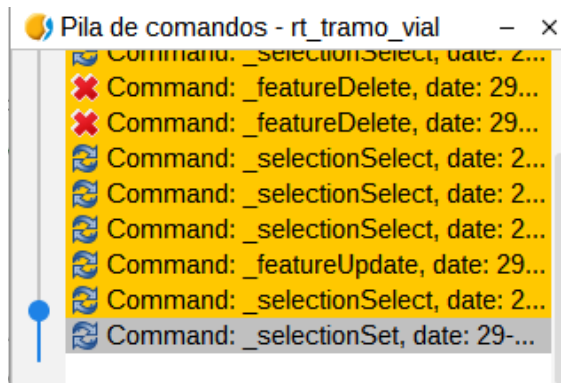 Pila de comandos - rt_tramo_vial
Command: _selectionSelect, date: 2...
Command: _featureDelete, date: 29...
Command: _featureDelete, date: 29...
Command: _selectionSelect, date: 2...
Command: _selectionSelect, date: 2...
Command: _selectionSelect, date: 2...
Command: _featureUpdate, date: 29...
Command: _selectionSelect, date: 2...
Command: _selectionSet, date: 29-...